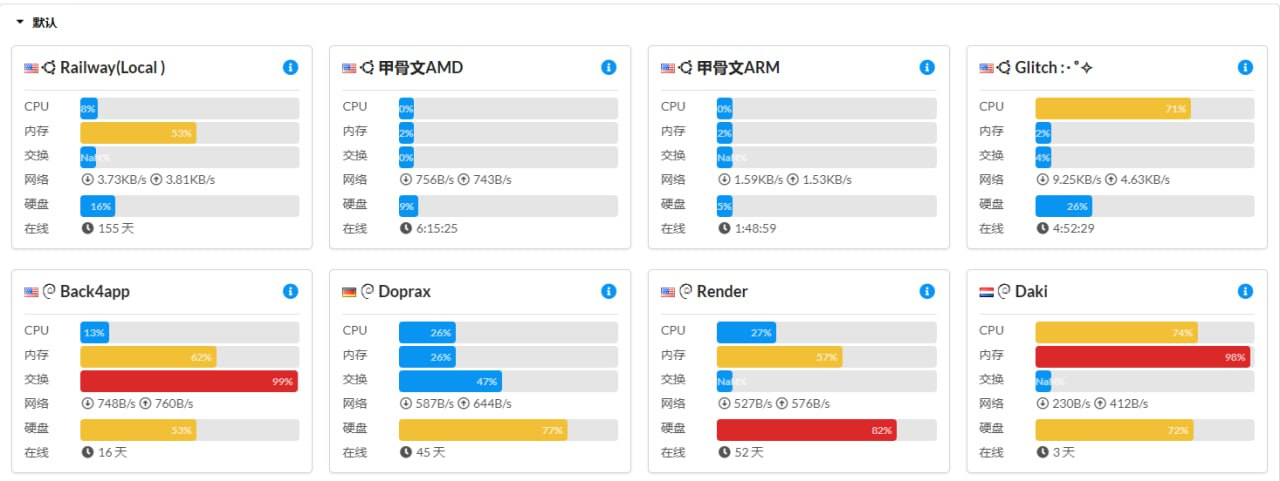 默认
Railway(Local )
CPU 8%
内存 53%
交换 NaN%
网络 3.73KB/s 3.81KB/s
硬盘 16%
在线 155 天
甲骨文AMD
CPU 0%
内存 2%
交换 0%
网络 756B/s 743B/s
硬盘 9%
在线 6:15:25
甲骨文ARM
CPU 0%
内存 2%
交换 NaN%
网络 1.59KB/s 1.53KB/s
硬盘 5%
在线 1:48:59
Glitch :･ﾟ✧
CPU 71%
内存 2%
交换 4%
网络 9.25KB/s 4.63KB/s
硬盘 26%
在线 4:52:29
Back4app
CPU 13%
内存 62%
交换 99%
网络 748B/s 760B/s
硬盘 53%
在线 16 天
Doprax
CPU 26%
内存 26%
交换 47%
网络 587B/s 644B/s
硬盘 77%
在线 45 天
Render
CPU 27%
内存 57%
交换 NaN%
网络 527B/s 576B/s
硬盘 82%
在线 52 天
Daki
CPU 74%
内存 98%
交换 NaN%
网络 230B/s 412B/s
硬盘 72%
在线 3 天